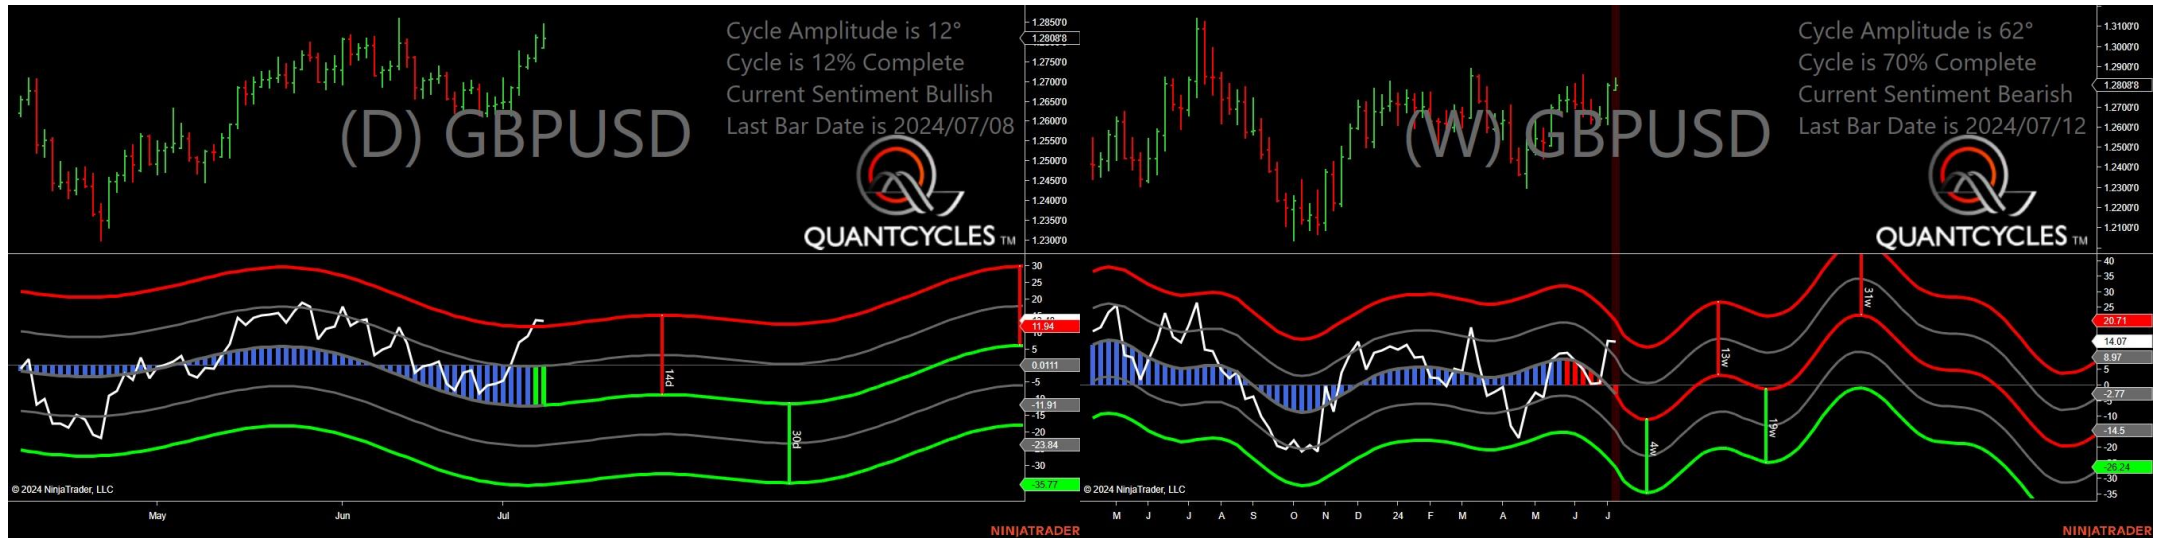 Cycle Amplitude is 12°
Cycle is 12% Complete
Current Sentiment Bullish
Last Bar Date is 2024/07/08
(D) GBPUSD
QUANTCYCLES TM
1.2850'0
1.2808'8
1.2750'0
1.2700'0
1.2650'0
1.2600'0
1.2550'0
1.2500'0
1.2450'0
1.2400'0
1.2350'0
1.2300'0
30
25
20
11.94
5
0.0111
-5
-11.91
-15
-20
-23.84
-30
-35.77
14d
30d
© 2024 NinjaTrader, LLC
May Jun Jul
NINJATRADER
Cycle Amplitude is 62°
Cycle is 70% Complete
Current Sentiment Bearish
Last Bar Date is 2024/07/12
(W) GBPUSD
QUANTCYCLES TM
1.3100'0
1.3000'0
1.2900'0
1.2808'8
1.2700'0
1.2600'0
1.2500'0
1.2400'0
1.2300'0
1.2200'0
1.2100'0
40
35
30
25
20.71
14.07
8.97
5
0
-2.77
-10
-14.5
-20
-26.24
-30
-35
4w
13w
19w
31w
© 2024 NinjaTrader, LLC
M J J A S O N D 24 F M A M J J
NINJATRADER